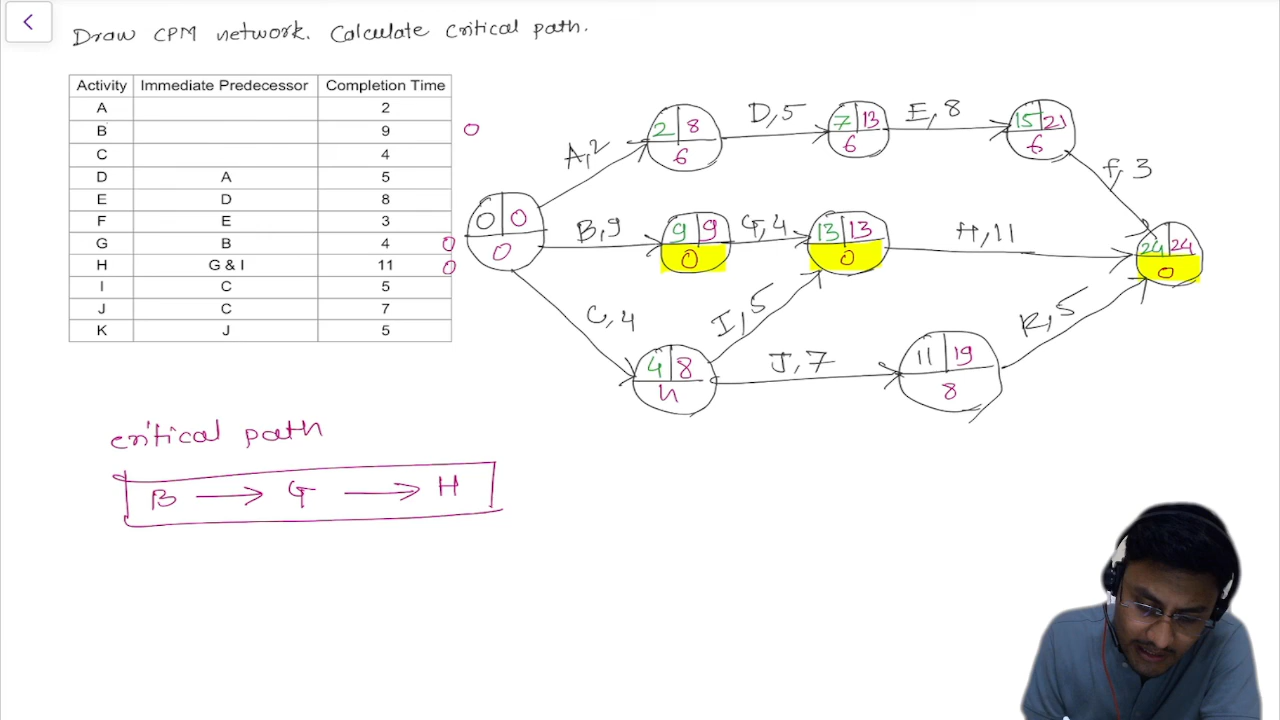 Draw CPM network. Calculate critical path.
Activity Immediate Predecessor Completion Time
A 2
B 9 0
C 4
D A 5
E D 8
F E 3
G B 4 0
H G & I 11 0
I C 5
J C 7
K J 5
0 0
0
A,2
2 8
6
D,5
7 13
6
E,8
15 21
6
f,3
B,9
9 9
0
G,4
13 13
0
H,11
24 24
0
C,4
4 8
4
I,5
J,7
11 19
8
K,5
critical path
B → G → H